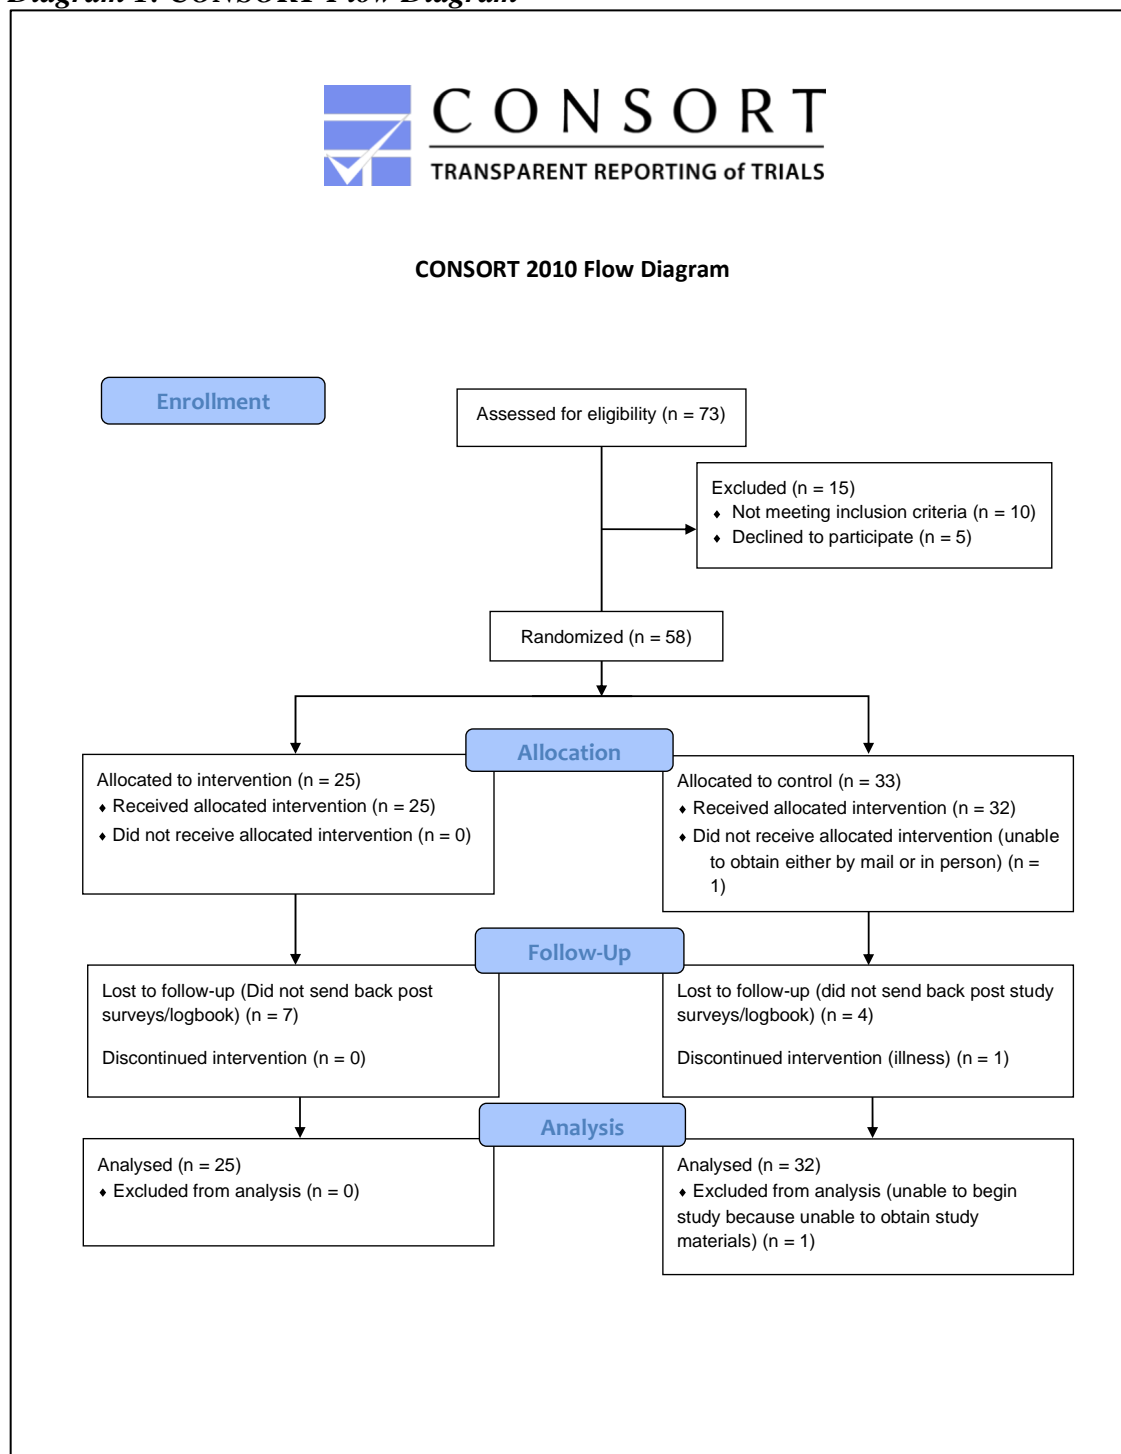 Diagram 1: CONSORT Flow Diagram
CONSORT
TRANSPARENT REPORTING of TRIALS
CONSORT 2010 Flow Diagram
Enrollment
Assessed for eligibility (n = 73)
Excluded (n = 15)
♦ Not meeting inclusion criteria (n = 10)
♦ Declined to participate (n = 5)
Randomized (n = 58)
Allocation
Allocated to intervention (n = 25)
♦ Received allocated intervention (n = 25)
♦ Did not receive allocated intervention (n = 0)
Allocated to control (n = 33)
♦ Received allocated intervention (n = 32)
♦ Did not receive allocated intervention (unable
to obtain either by mail or in person) (n =
1)
Follow-Up
Lost to follow-up (Did not send back post
surveys/logbook) (n = 7)
Discontinued intervention (n = 0)
Lost to follow-up (did not send back post study
surveys/logbook) (n = 4)
Discontinued intervention (illness) (n = 1)
Analysis
Analysed (n = 25)
♦ Excluded from analysis (n = 0)
Analysed (n = 32)
♦ Excluded from analysis (unable to begin
study because unable to obtain study
materials) (n = 1)